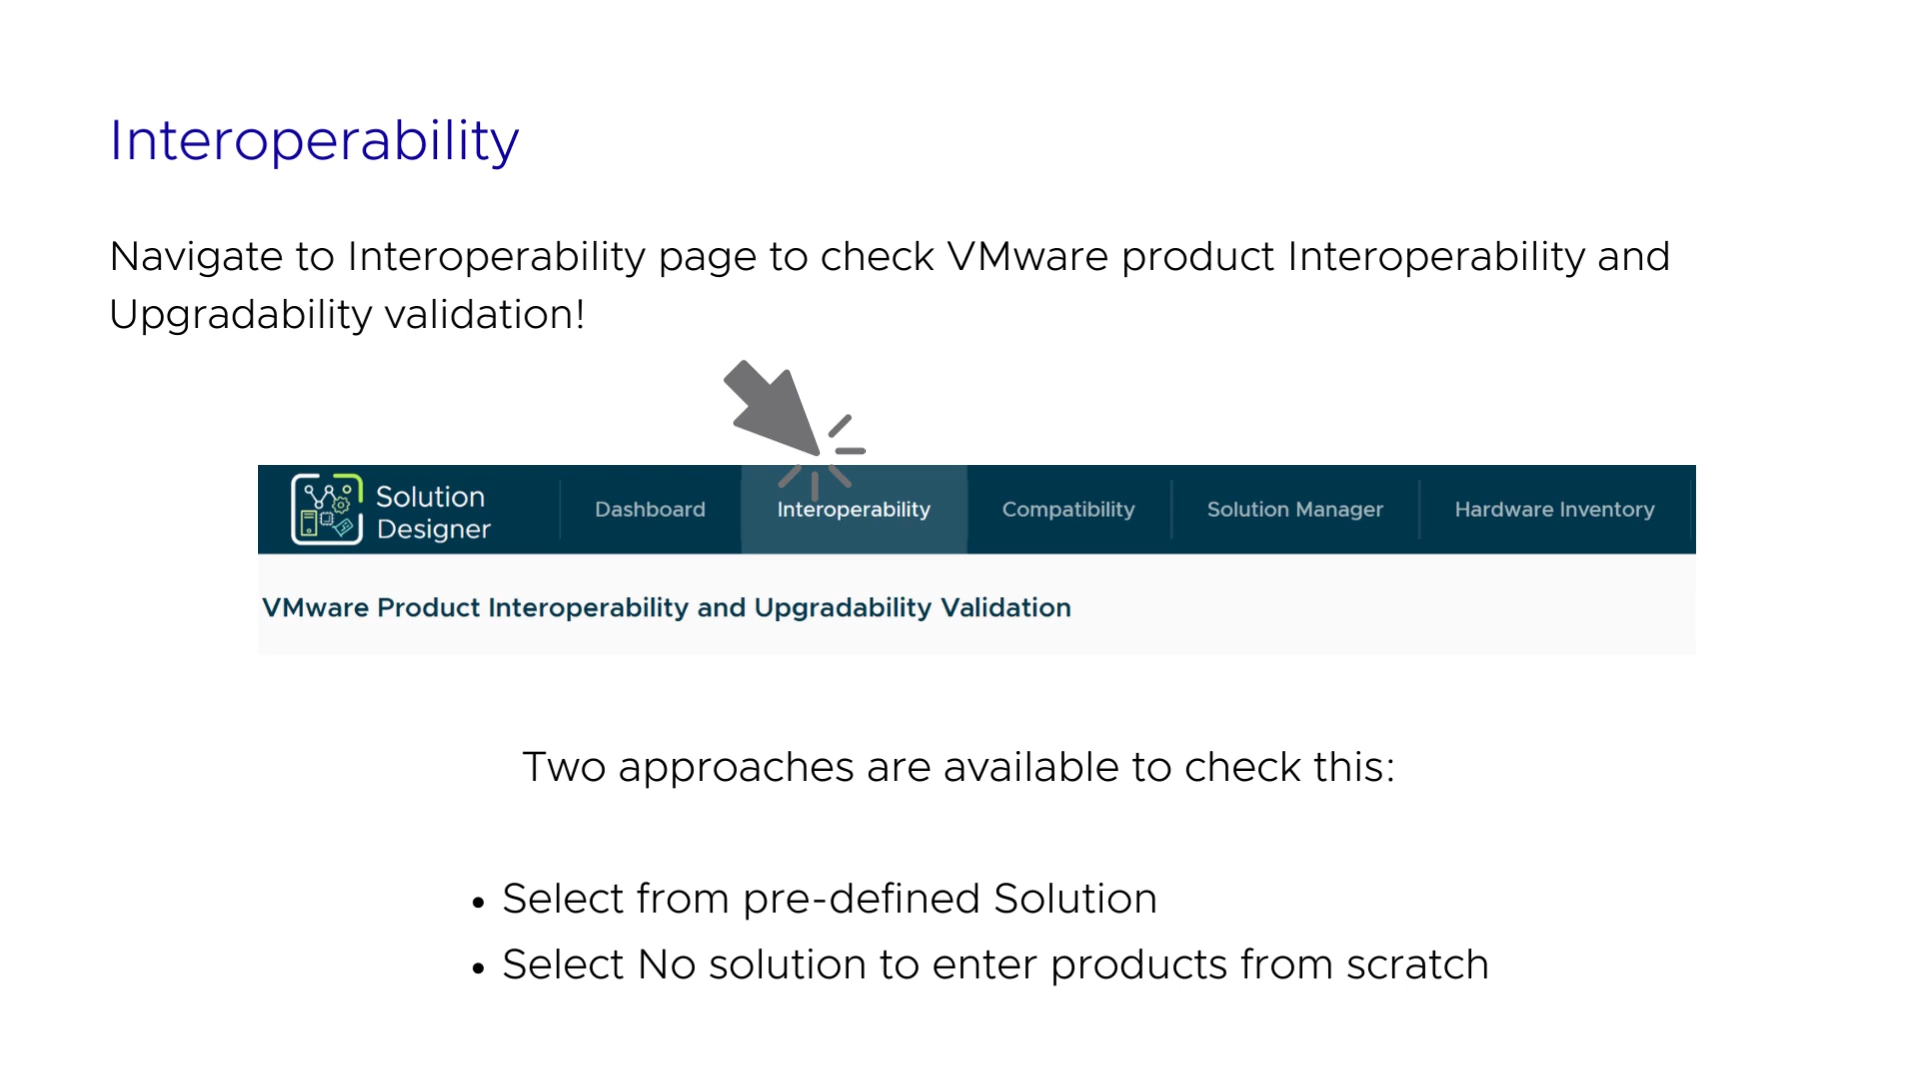 Interoperability
Navigate to Interoperability page to check VMware product Interoperability and
Upgradability validation!
Solution
Designer
Dashboard
Interoperability
Compatibility
Solution Manager
Hardware Inventory
VMware Product Interoperability and Upgradability Validation
Two approaches are available to check this:
• Select from pre-defined Solution
• Select No solution to enter products from scratch